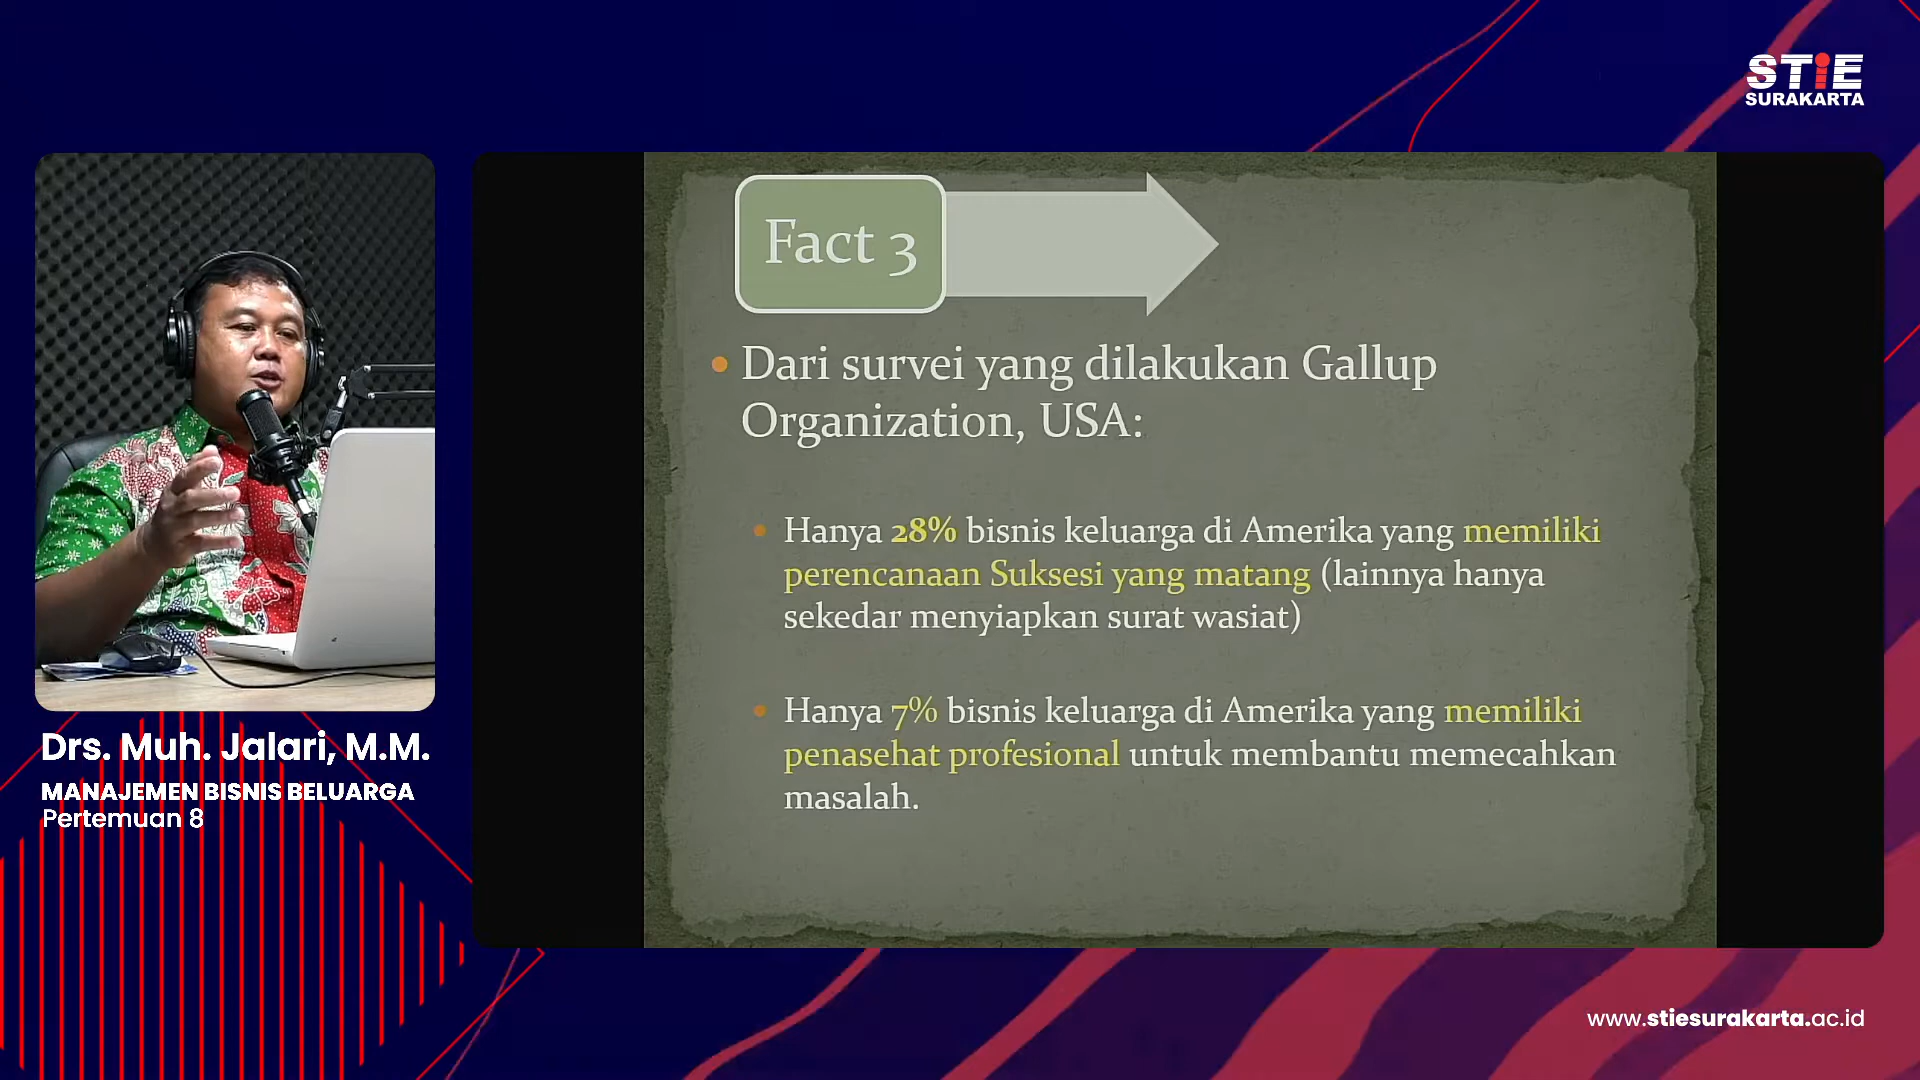 STiE
SURAKARTA
Fact 3
Dari survei yang dilakukan Gallup
Organization, USA:
Hanya 28% bisnis keluarga di Amerika yang memiliki
perencanaan Suksesi yang matang (lainnya hanya
sekedar menyiapkan surat wasiat)
Hanya 7% bisnis keluarga di Amerika yang memiliki
penasehat profesional untuk membantu memecahkan
masalah.
Drs. Muh. Jalari, M.M.
MANAJEMEN BISNIS BELUARGA
Pertemuan 8
www.stiesurakarta.ac.id